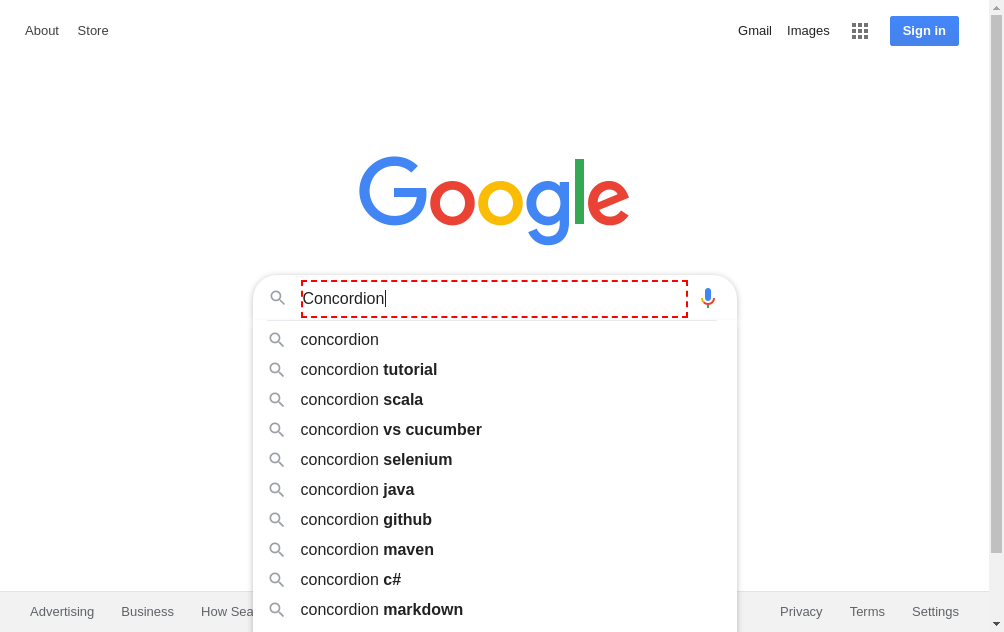 About Store Gmail Images Sign in
Google
Concordion
concordion
concordion tutorial
concordion scala
concordion vs cucumber
concordion selenium
concordion java
concordion github
concordion maven
concordion c#
concordion markdown
Advertising Business How Sea Privacy Terms Settings